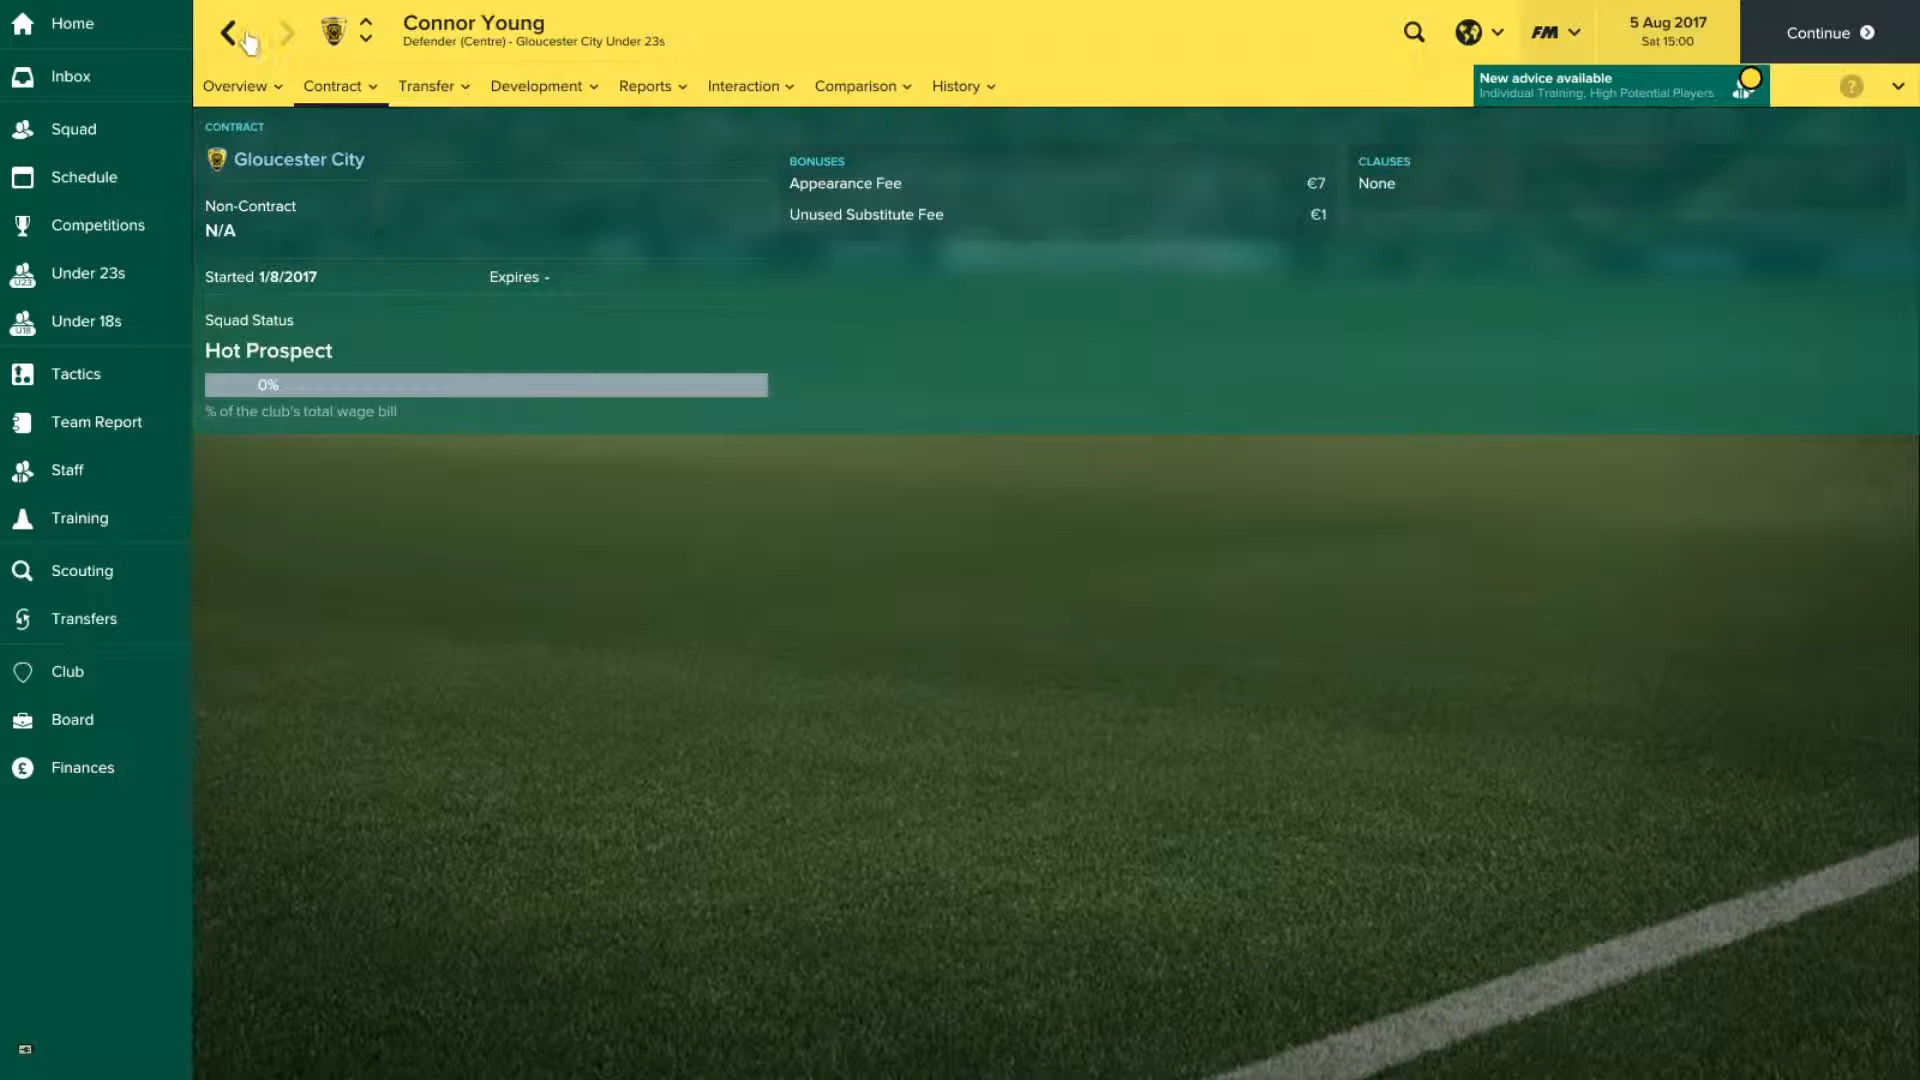 Home
Inbox
Squad
Schedule
Competitions
Under 23s
Under 18s
Tactics
Team Report
Staff
Training
Scouting
Transfers
Club
Board
Finances
Connor Young
Defender (Centre) - Gloucester City Under 23s
FM
5 Aug 2017
Sat 15:00
Continue
Overview
Contract
Transfer
Development
Reports
Interaction
Comparison
History
New advice available
Individual Training, High Potential Players
?
CONTRACT
Gloucester City
Non-Contract
N/A
Started 1/8/2017
Expires -
Squad Status
Hot Prospect
0%
% of the club's total wage bill
BONUSES
Appearance Fee €7
Unused Substitute Fee €1
CLAUSES
None
U23
U18
£